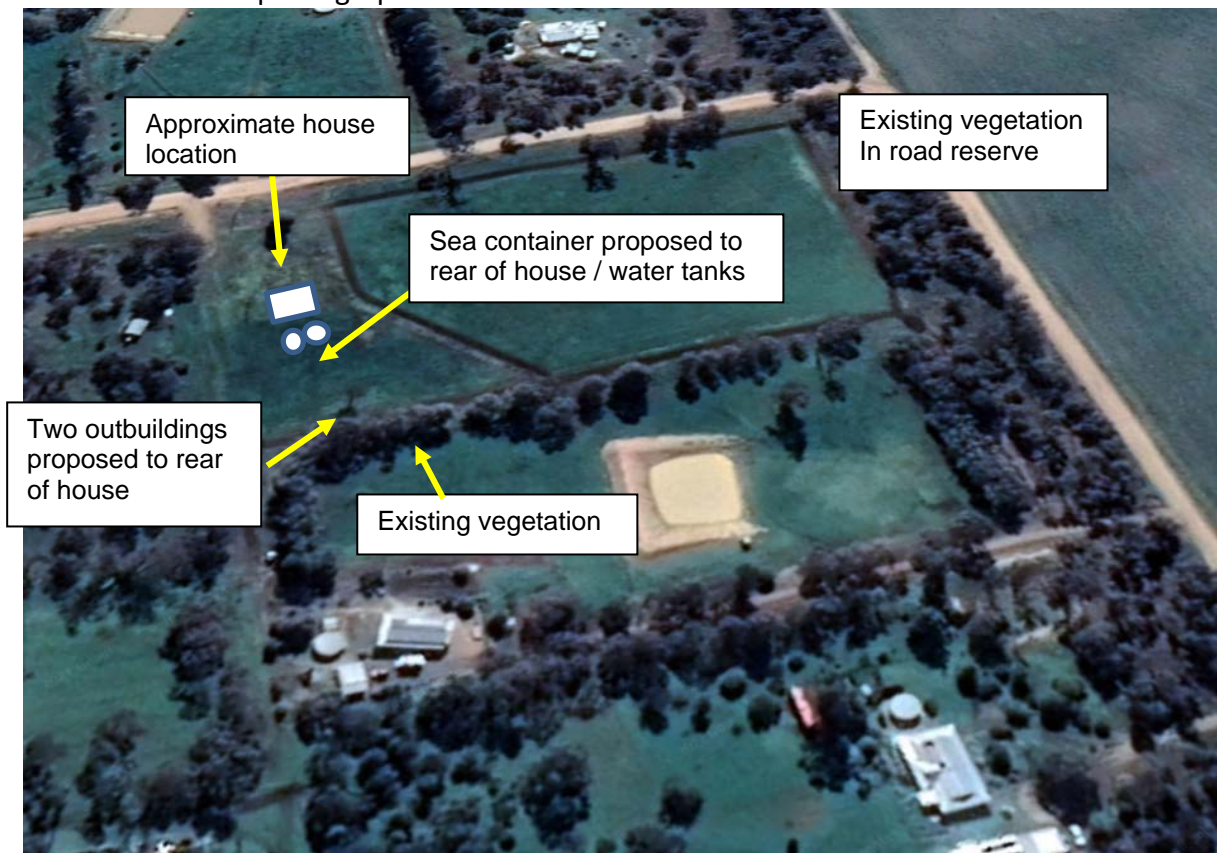 Approximate house
location
Existing vegetation
In road reserve
Sea container proposed to
rear of house / water tanks
Two outbuildings
proposed to rear
of house
Existing vegetation